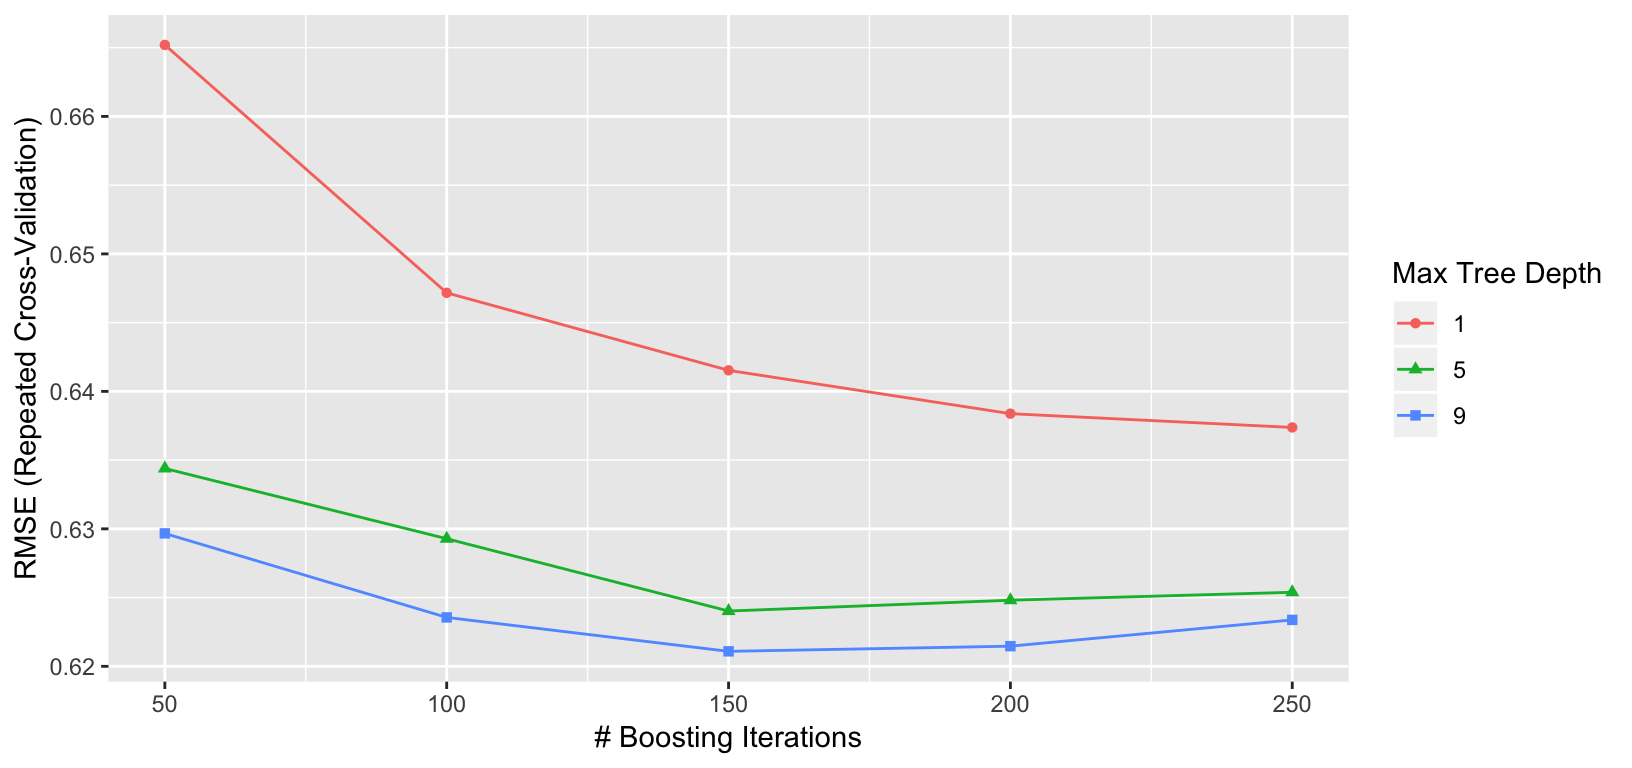 RMSE (Repeated Cross-Validation)
0.66
0.65
0.64
0.63
0.62
50 100 150 200 250
# Boosting Iterations
Max Tree Depth
1
5
9